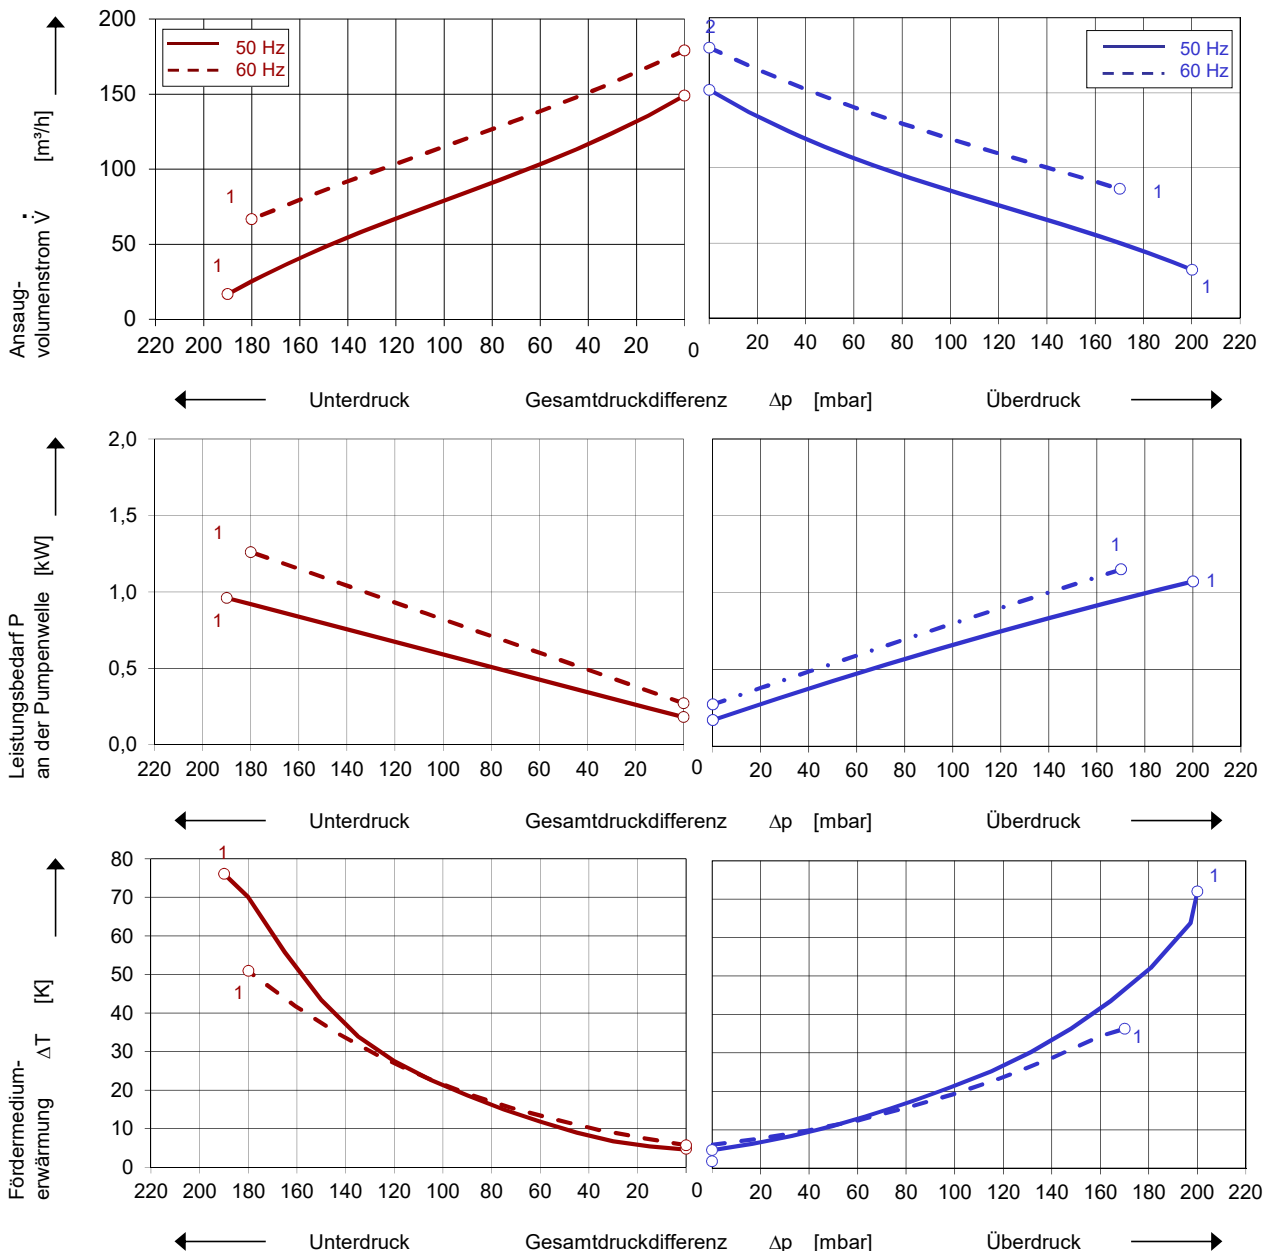 200
150
100
50
0
Ansaug-
volumenstrom V̇ [m³/h]
50 Hz
60 Hz
1
1
220 200 180 160 140 120 100 80 60 40 20 0
2
50 Hz
60 Hz
1
1
20 40 60 80 100 120 140 160 180 200 220
Unterdruck Gesamtdruckdifferenz Δp [mbar] Überdruck
2,0
1,5
1,0
0,5
0,0
Leistungsbedarf P
an der Pumpenwelle [kW]
1
1
220 200 180 160 140 120 100 80 60 40 20 0
1
1
20 40 60 80 100 120 140 160 180 200 220
Unterdruck Gesamtdruckdifferenz Δp [mbar] Überdruck
80
70
60
50
40
30
20
10
0
Fördermedium-
erwärmung ΔT [K]
1
1
220 200 180 160 140 120 100 80 60 40 20 0
1
1
20 40 60 80 100 120 140 160 180 200 220
Unterdruck Gesamtdruckdifferenz Δp [mbar] Überdruck